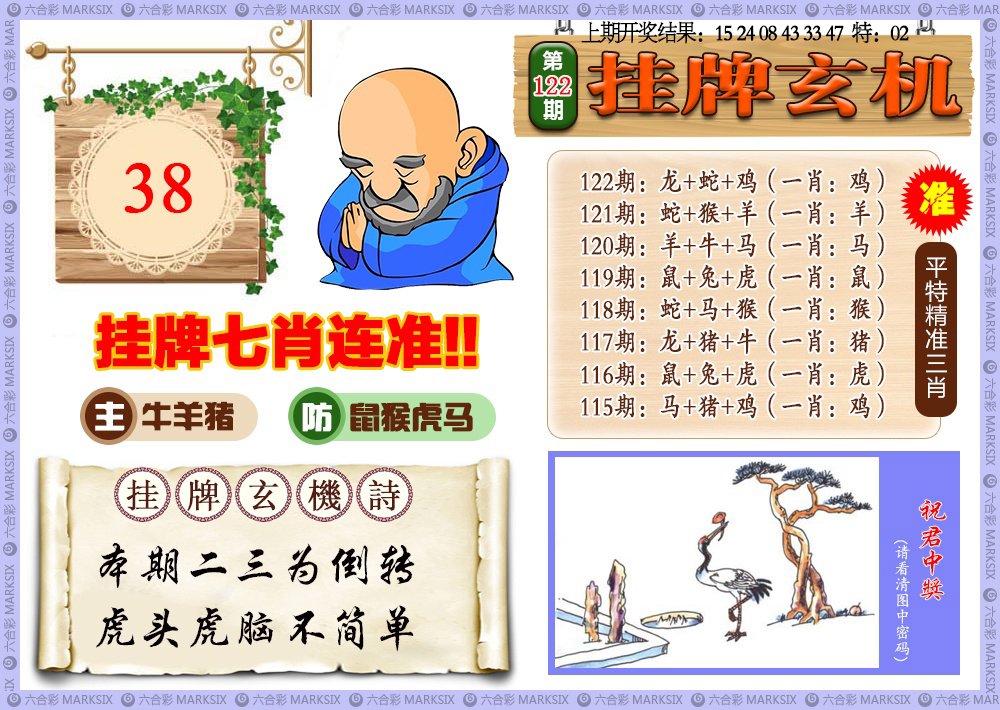 六合彩 MARKSIX
上期开奖结果：15 24 08 43 33 47 特：02
第122期
挂牌玄机
38
挂牌七肖连准!!
主 牛羊猪
防 鼠猴虎马
挂牌玄機詩
本期二三为倒转
虎头虎脑不简单
122期：龙+蛇+鸡（一肖：鸡）
121期：蛇+猴+羊（一肖：羊）
120期：羊+牛+马（一肖：马）
119期：鼠+兔+虎（一肖：鼠）
118期：蛇+马+猴（一肖：猴）
117期：龙+猪+牛（一肖：猪）
116期：鼠+兔+虎（一肖：虎）
115期：马+猪+鸡（一肖：鸡）
准
平特精准三肖
祝君中獎
（请看清图中密码）